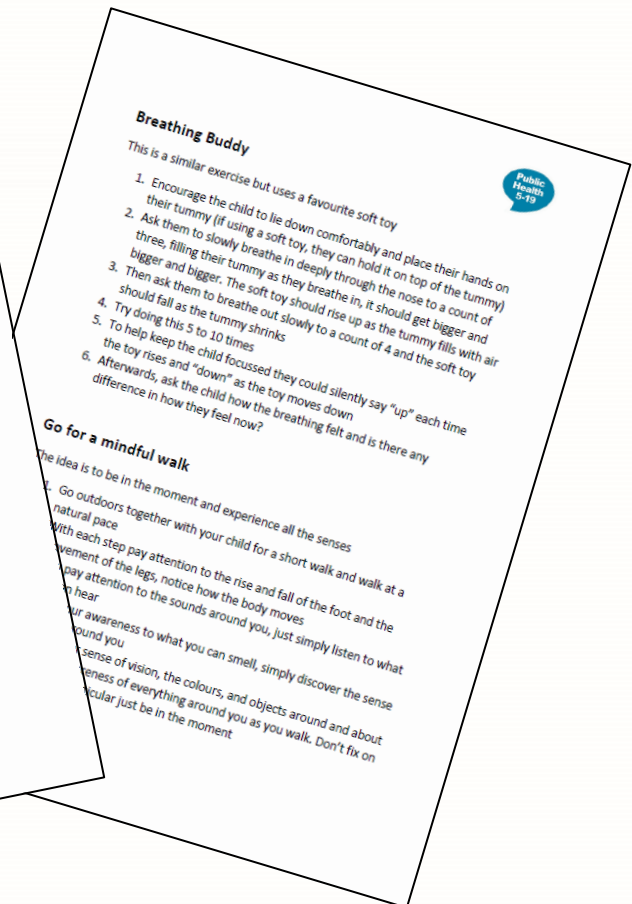 Public
Health
5-19
Breathing Buddy
This is a similar exercise but uses a favourite soft toy
1. Encourage the child to lie down comfortably and place their hands on
their tummy (if using a soft toy, they can hold it on top of the tummy)
2. Ask them to slowly breathe in deeply through the nose to a count of
three, filling their tummy as they breathe in, it should get bigger and
bigger and bigger. The soft toy should rise up as the tummy fills with air
3. Then ask them to breathe out slowly to a count of 4 and the soft toy
should fall as the tummy shrinks
4. Try doing this 5 to 10 times
5. To help keep the child focussed they could silently say “up” each time
the toy rises and “down” as the toy moves down
6. Afterwards, ask the child how the breathing felt and is there any
difference in how they feel now?
Go for a mindful walk
The idea is to be in the moment and experience all the senses
1. Go outdoors together with your child for a short walk and walk at a
natural pace
With each step pay attention to the rise and fall of the foot and the
vement of the legs, notice how the body moves
pay attention to the sounds around you, just simply listen to what
n hear
ur awareness to what you can smell, simply discover the sense
round you
sense of vision, the colours, and objects around and about
reness of everything around you as you walk. Don’t fix on
icular just be in the moment